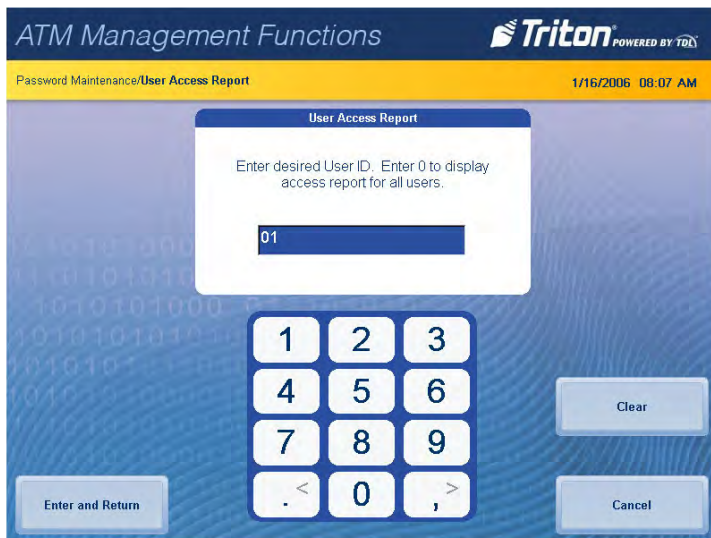 ATM Management Functions
Triton POWERED BY TDL
Password Maintenance/User Access Report
1/16/2006 08:07 AM
User Access Report
Enter desired User ID. Enter 0 to display
access report for all users.
01
1 2 3
4 5 6
7 8 9
. < 0 , >
Clear
Enter and Return
Cancel